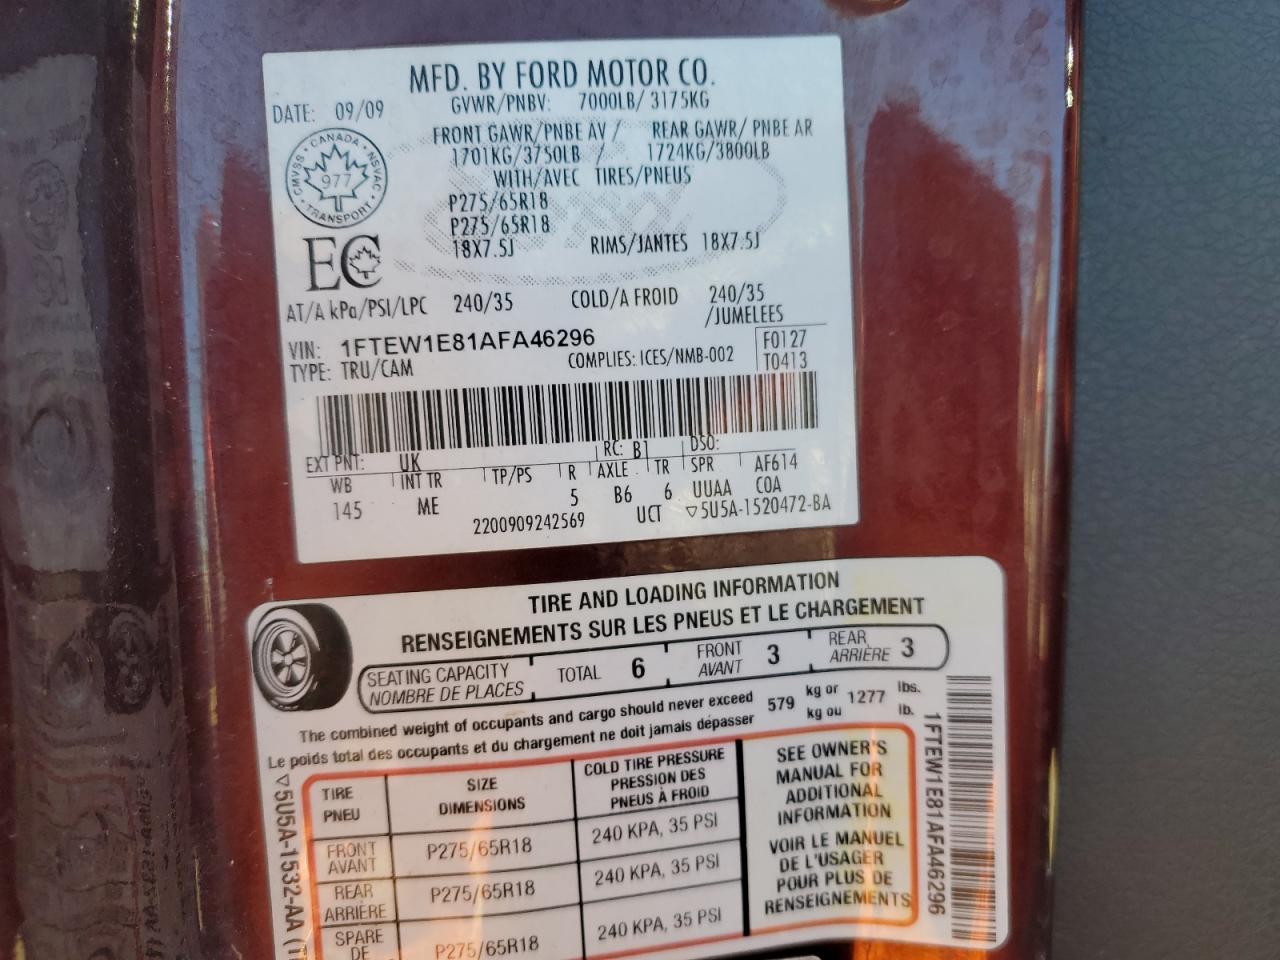 MFD. BY FORD MOTOR CO.
DATE: 09/09 GVWR/PNBV: 7000LB/ 3175KG
FRONT GAWR/PNBE AV / REAR GAWR/ PNBE AR
1701KG/3750LB / 1724KG/3800LB
WITH/AVEC TIRES/PNEUS
P275/65R18
P275/65R18
18X7.5J RIMS/JANTES 18X7.5J
CMVSS • CANADA • NSVAC • TRANSPORT •
977
EC
AT/A kPa/PSI/LPC 240/35 COLD/A FROID 240/35
/JUMELEES
VIN: 1FTEW1E81AFA46296 F0127
TYPE: TRU/CAM COMPLIES: ICES/NMB-002 T0413
EXT PNT: UK RC: B1 DSO:
WB INT TR TP/PS R AXLE TR SPR AF614
145 ME 5 B6 6 UUAA COA
2200909242569 UCT ▽5U5A-1520472-BA
TIRE AND LOADING INFORMATION
RENSEIGNEMENTS SUR LES PNEUS ET LE CHARGEMENT
SEATING CAPACITY TOTAL 6 FRONT 3 REAR 3
NOMBRE DE PLACES AVANT ARRIÈRE
The combined weight of occupants and cargo should never exceed 579 kg or 1277 lbs.
Le poids total des occupants et du chargement ne doit jamais dépasser kg ou lb.
TIRE SIZE COLD TIRE PRESSURE
PNEU DIMENSIONS PRESSION DES
PNEUS À FROID
FRONT P275/65R18 240 KPA, 35 PSI
AVANT
REAR P275/65R18 240 KPA, 35 PSI
ARRIÈRE
SPARE P275/65R18 240 KPA, 35 PSI
DE
SEE OWNER'S
MANUAL FOR
ADDITIONAL
INFORMATION
VOIR LE MANUEL
DE L'USAGER
POUR PLUS DE
RENSEIGNEMENTS
▽5U5A-1532-AA
1FTEW1E81AFA46296